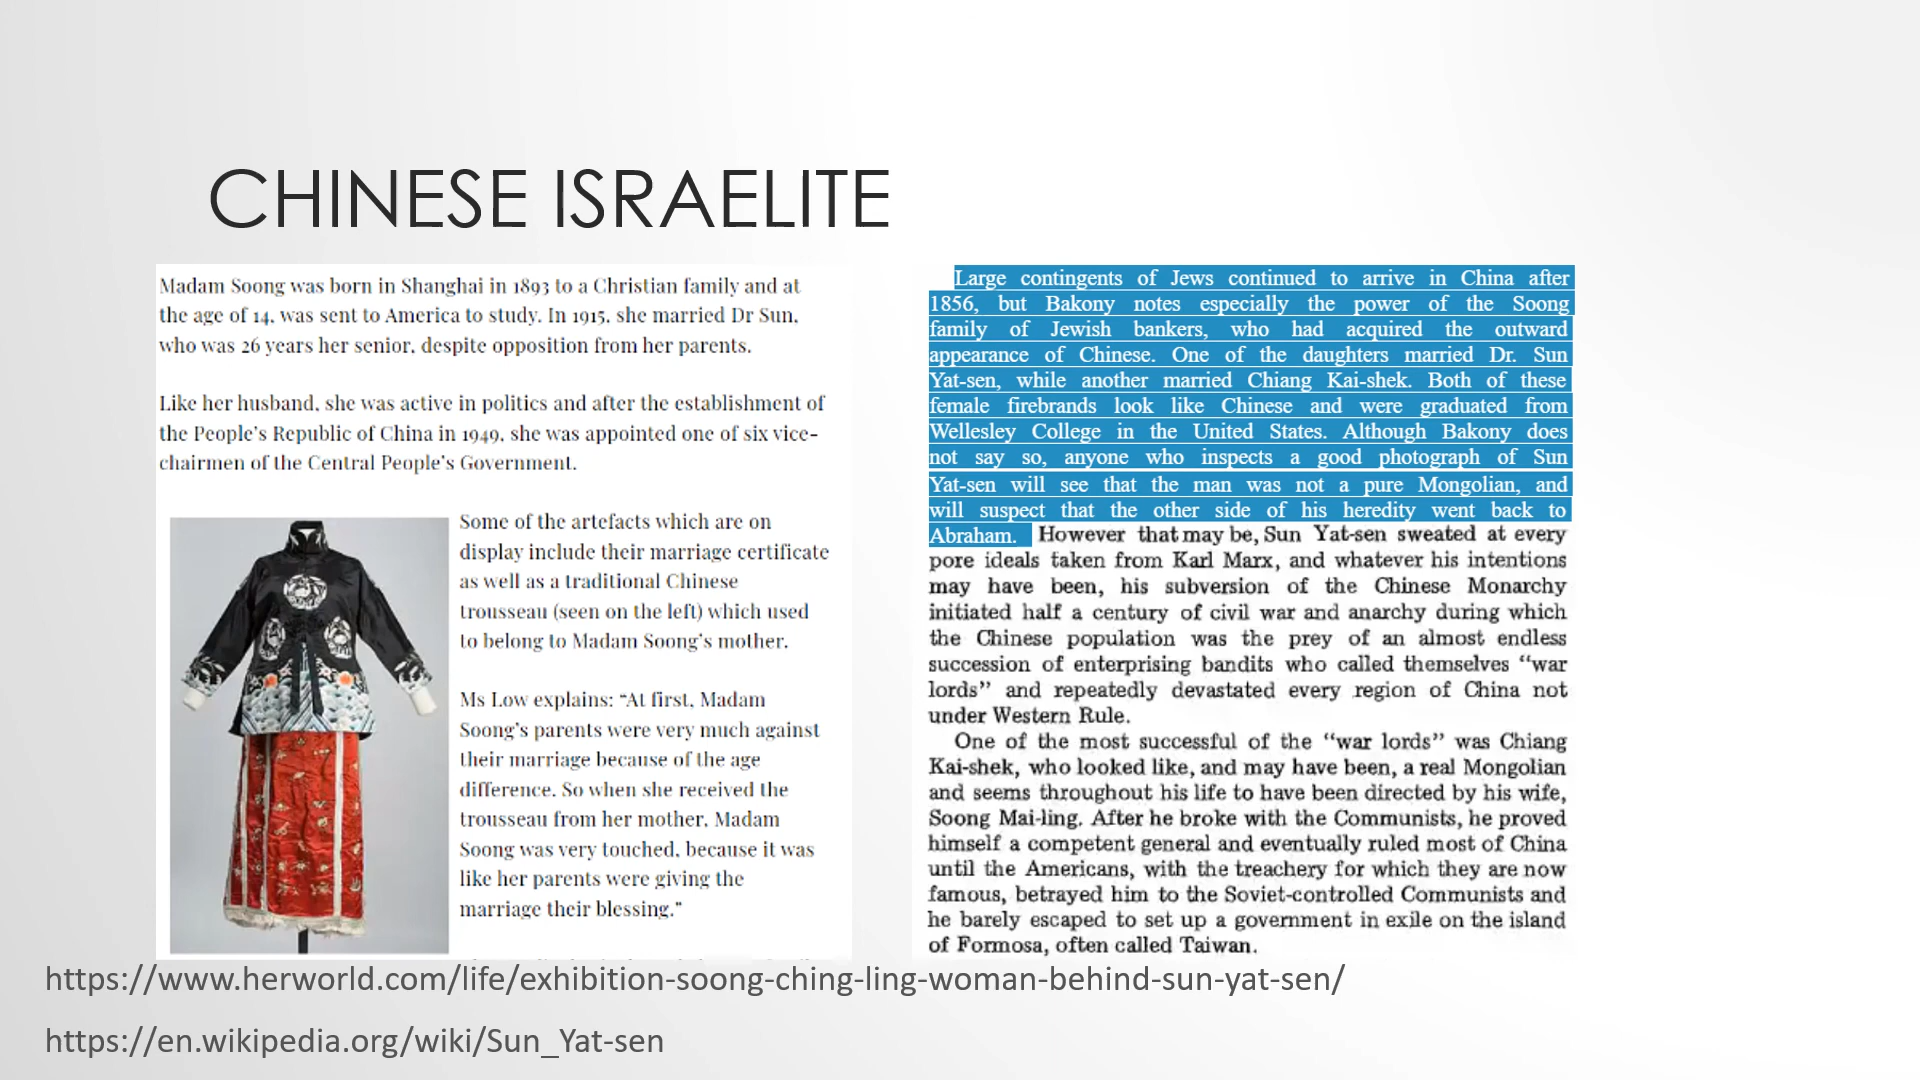 CHINESE ISRAELITE
Madam Soong was born in Shanghai in 1893 to a Christian family and at
the age of 14, was sent to America to study. In 1915, she married Dr Sun,
who was 26 years her senior, despite opposition from her parents.
Like her husband, she was active in politics and after the establishment of
the People's Republic of China in 1949, she was appointed one of six vice-
chairmen of the Central People's Government.
Some of the artefacts which are on
display include their marriage certificate
as well as a traditional Chinese
trousseau (seen on the left) which used
to belong to Madam Soong's mother.
Ms Low explains: “At first, Madam
Soong's parents were very much against
their marriage because of the age
difference. So when she received the
trousseau from her mother, Madam
Soong was very touched, because it was
like her parents were giving the
marriage their blessing.”
Large contingents of Jews continued to arrive in China after
1856, but Bakony notes especially the power of the Soong
family of Jewish bankers, who had acquired the outward
appearance of Chinese. One of the daughters married Dr. Sun
Yat-sen, while another married Chiang Kai-shek. Both of these
female firebrands look like Chinese and were graduated from
Wellesley College in the United States. Although Bakony does
not say so, anyone who inspects a good photograph of Sun
Yat-sen will see that the man was not a pure Mongolian, and
will suspect that the other side of his heredity went back to
Abraham. However that may be, Sun Yat-sen sweated at every
pore ideals taken from Karl Marx, and whatever his intentions
may have been, his subversion of the Chinese Monarchy
initiated half a century of civil war and anarchy during which
the Chinese population was the prey of an almost endless
succession of enterprising bandits who called themselves “war
lords” and repeatedly devastated every region of China not
under Western Rule.
One of the most successful of the “war lords” was Chiang
Kai-shek, who looked like, and may have been, a real Mongolian
and seems throughout his life to have been directed by his wife,
Soong Mai-ling. After he broke with the Communists, he proved
himself a competent general and eventually ruled most of China
until the Americans, with the treachery for which they are now
famous, betrayed him to the Soviet-controlled Communists and
he barely escaped to set up a government in exile on the island
of Formosa, often called Taiwan.
https://www.herworld.com/life/exhibition-soong-ching-ling-woman-behind-sun-yat-sen/
https://en.wikipedia.org/wiki/Sun_Yat-sen